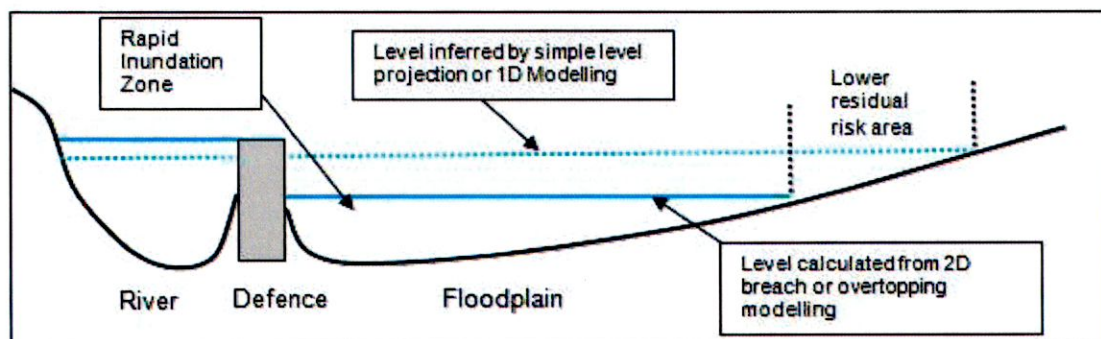 Rapid
Inundation
Zone
Level inferred by simple level
projection or 1D Modelling
Lower
residual
risk area
Level calculated from 2D
breach or overtopping
modelling
River
Defence
Floodplain